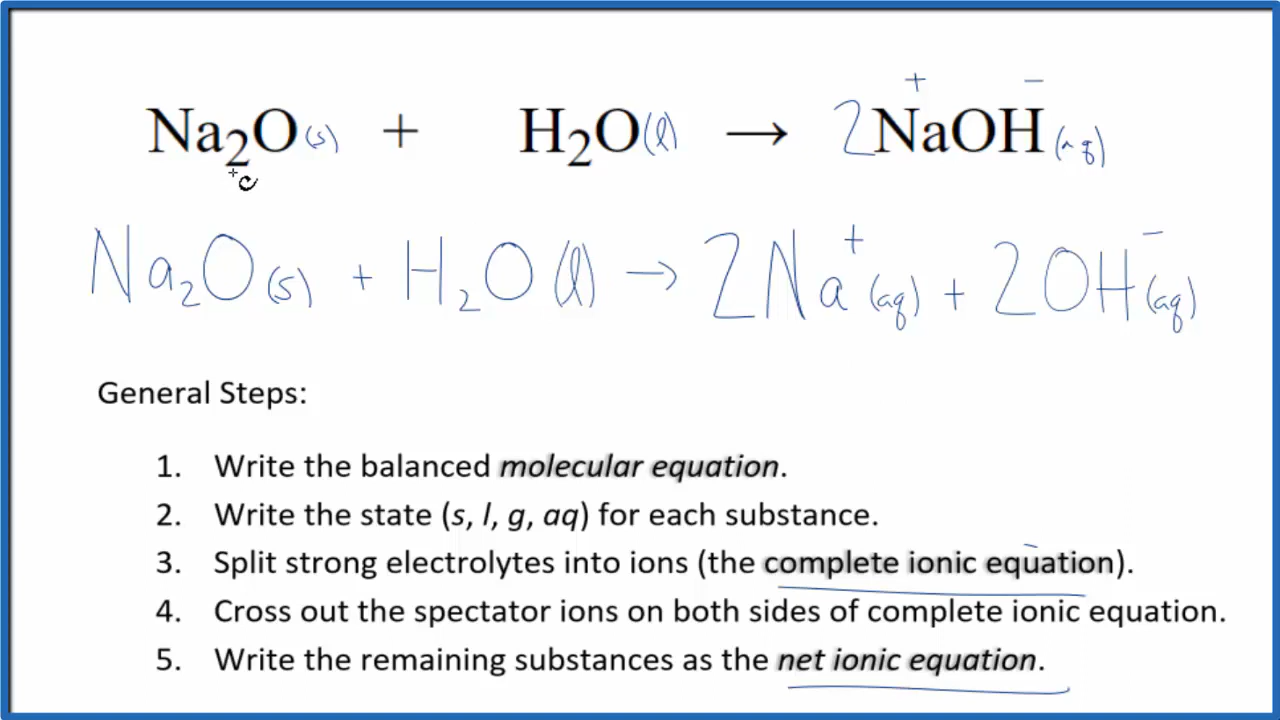 Na₂O(s) + H₂O(l) → 2Na⁺OH⁻(aq)
Na₂O(s) + H₂O(l) → 2Na⁺(aq) + 2OH⁻(aq)
General Steps:
1. Write the balanced molecular equation.
2. Write the state (s, l, g, aq) for each substance.
3. Split strong electrolytes into ions (the complete ionic equation).
4. Cross out the spectator ions on both sides of complete ionic equation.
5. Write the remaining substances as the net ionic equation.